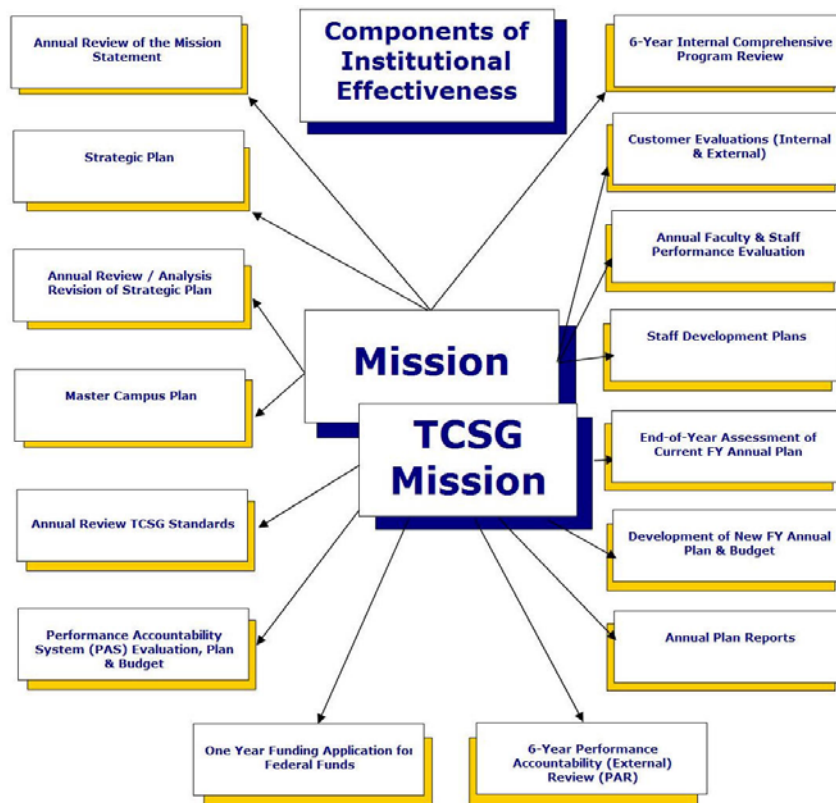 Components of
Institutional
Effectiveness
Annual Review of the Mission
Statement
Strategic Plan
Annual Review / Analysis
Revision of Strategic Plan
Master Campus Plan
Annual Review TCSG Standards
Performance Accountability
System (PAS) Evaluation, Plan
& Budget
Mission
TCSG
Mission
6-Year Internal Comprehensive
Program Review
Customer Evaluations (Internal
& External)
Annual Faculty & Staff
Performance Evaluation
Staff Development Plans
End-of-Year Assessment of
Current FY Annual Plan
Development of New FY Annual
Plan & Budget
Annual Plan Reports
One Year Funding Application for
Federal Funds
6-Year Performance
Accountability (External)
Review (PAR)